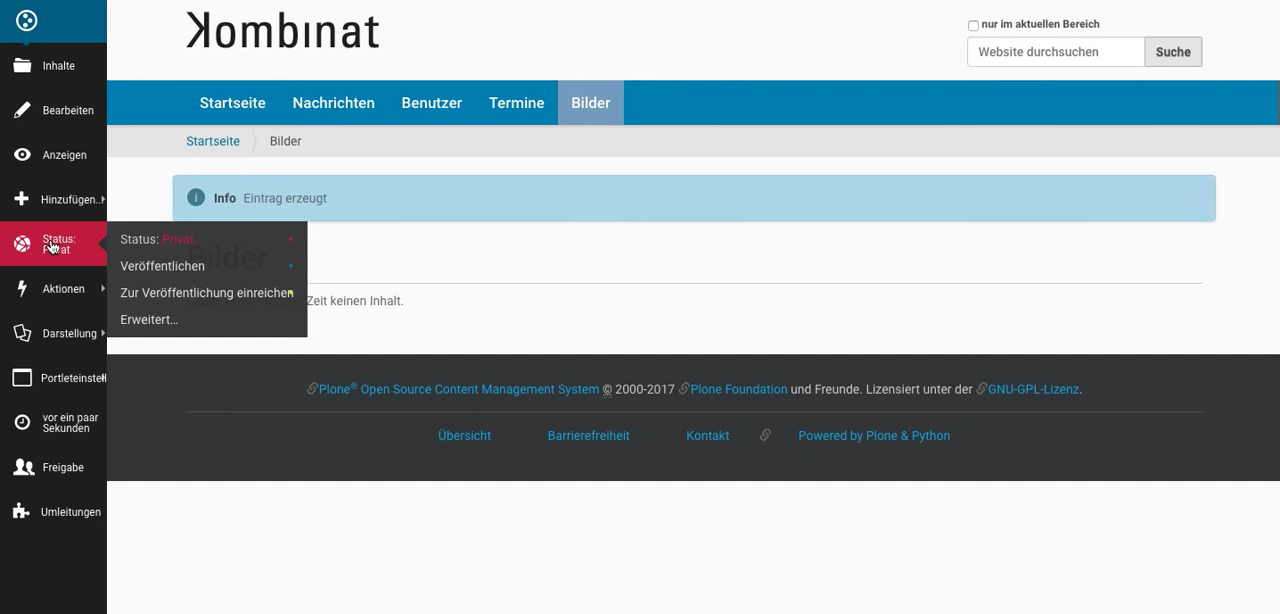 Kombinat
nur im aktuellen Bereich
Website durchsuchen
Suche
Startseite Nachrichten Benutzer Termine Bilder
Startseite Bilder
Info Eintrag erzeugt
Bilder
Zeit keinen Inhalt.
Inhalte
Bearbeiten
Anzeigen
Hinzufügen…
Status:
Privat
Aktionen
Darstellung
Portleteinstell
vor ein paar
Sekunden
Freigabe
Umleitungen
Status: Privat
Veröffentlichen
Zur Veröffentlichung einreichen
Erweitert…
Plone® Open Source Content Management System © 2000-2017 Plone Foundation und Freunde. Lizensiert unter der GNU-GPL-Lizenz.
Übersicht Barrierefreiheit Kontakt Powered by Plone & Python